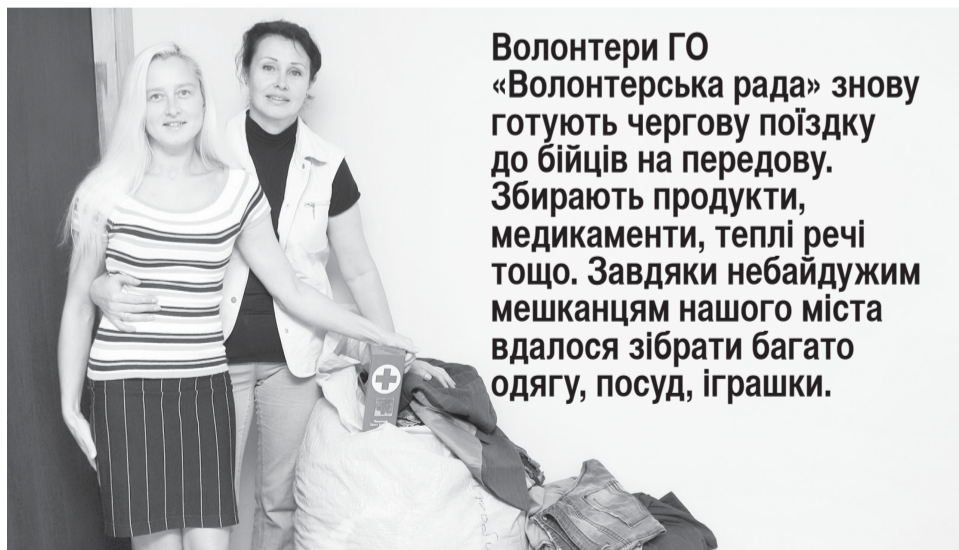 Волонтери ГО
«Волонтерська рада» знову
готують чергову поїздку
до бійців на передову.
Збирають продукти,
медикаменти, теплі речі
тощо. Завдяки небайдужим
мешканцям нашого міста
вдалося зібрати багато
одягу, посуд, іграшки.